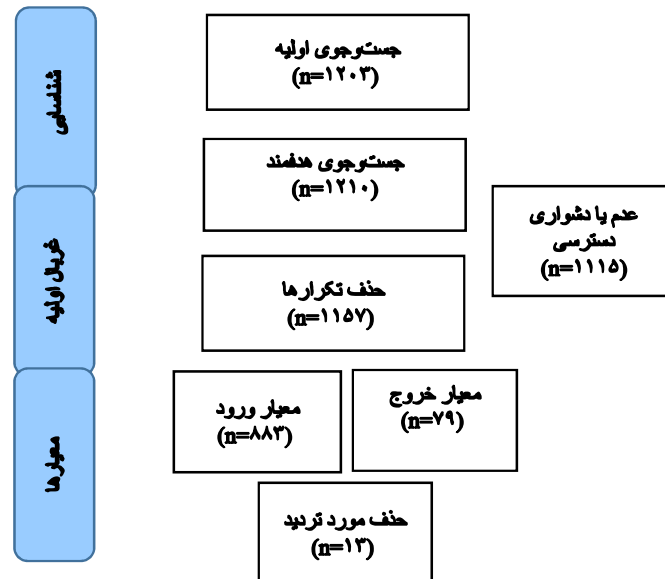 شناسایی
جست‌وجوی اولیه
(n=۱۲۰۳)
جست‌وجوی هدفمند
(n=۱۲۱۰)
غربال اولیه
عدم یا دشواری
دسترسی
(n=۱۱۱۵)
حذف تکرارها
(n=۱۱۵۷)
معیارها
معیار خروج
(n=۷۹)
معیار ورود
(n=۸۸۳)
حذف مورد تردید
(n=۱۳)